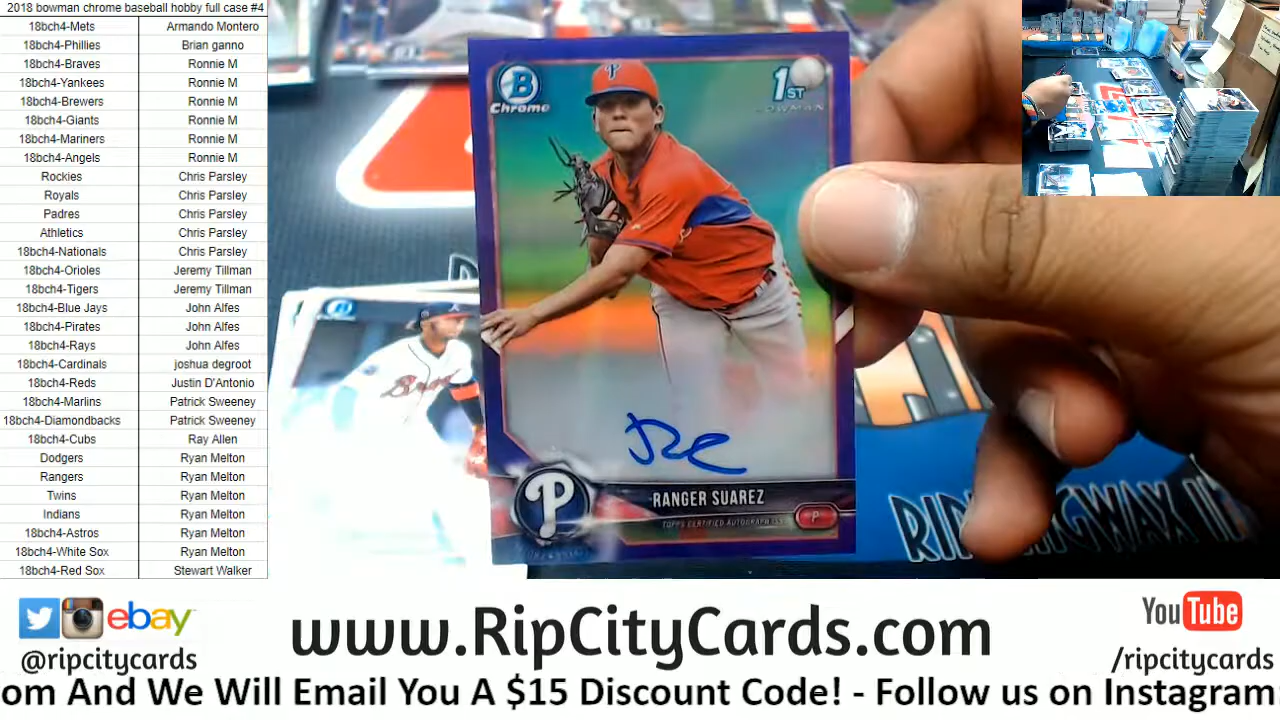 2018 bowman chrome baseball hobby full case #4
18bch4-Mets Armando Montero
18bch4-Phillies Brian ganno
18bch4-Braves Ronnie M
18bch4-Yankees Ronnie M
18bch4-Brewers Ronnie M
18bch4-Giants Ronnie M
18bch4-Mariners Ronnie M
18bch4-Angels Ronnie M
Rockies Chris Parsley
Royals Chris Parsley
Padres Chris Parsley
Athletics Chris Parsley
18bch4-Nationals Chris Parsley
18bch4-Orioles Jeremy Tillman
18bch4-Tigers Jeremy Tillman
18bch4-Blue Jays John Alfes
18bch4-Pirates John Alfes
18bch4-Rays John Alfes
18bch4-Cardinals joshua degroot
18bch4-Reds Justin D'Antonio
18bch4-Marlins Patrick Sweeney
18bch4-Diamondbacks Patrick Sweeney
18bch4-Cubs Ray Allen
Dodgers Ryan Melton
Rangers Ryan Melton
Twins Ryan Melton
Indians Ryan Melton
18bch4-Astros Ryan Melton
18bch4-White Sox Ryan Melton
18bch4-Red Sox Stewart Walker
B
Chrome
1ST
BOWMAN
P
RANGER SUAREZ
TOPPS CERTIFIED AUTOGRAPH ISSUE
P
ebay
@ripcitycards
www.RipCityCards.com
YouTube
/ripcitycards
om And We Will Email You A $15 Discount Code! - Follow us on Instagram: